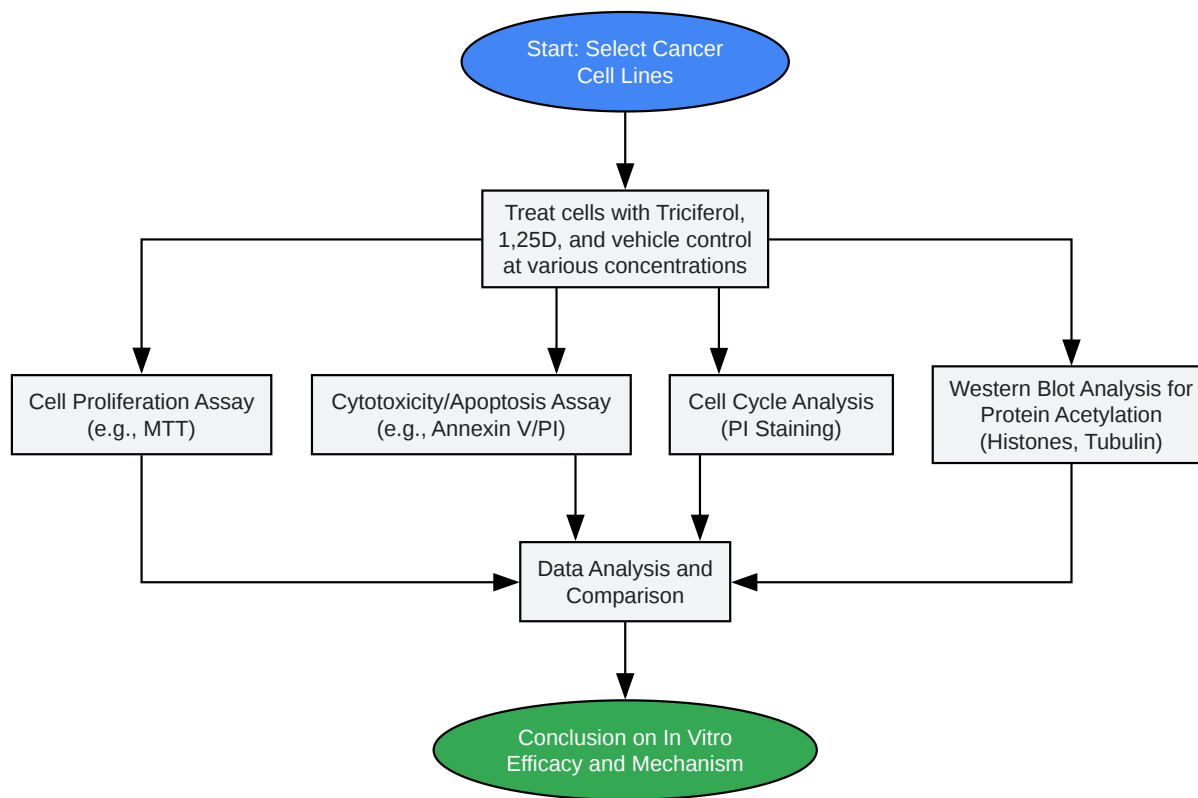 Start: Select Cancer
Cell Lines
Treat cells with Triciferol,
1,25D, and vehicle control
at various concentrations
Cell Proliferation Assay
(e.g., MTT)
Cytotoxicity/Apoptosis Assay
(e.g., Annexin V/PI)
Cell Cycle Analysis
(PI Staining)
Western Blot Analysis for
Protein Acetylation
(Histones, Tubulin)
Data Analysis and
Comparison
Conclusion on In Vitro
Efficacy and Mechanism